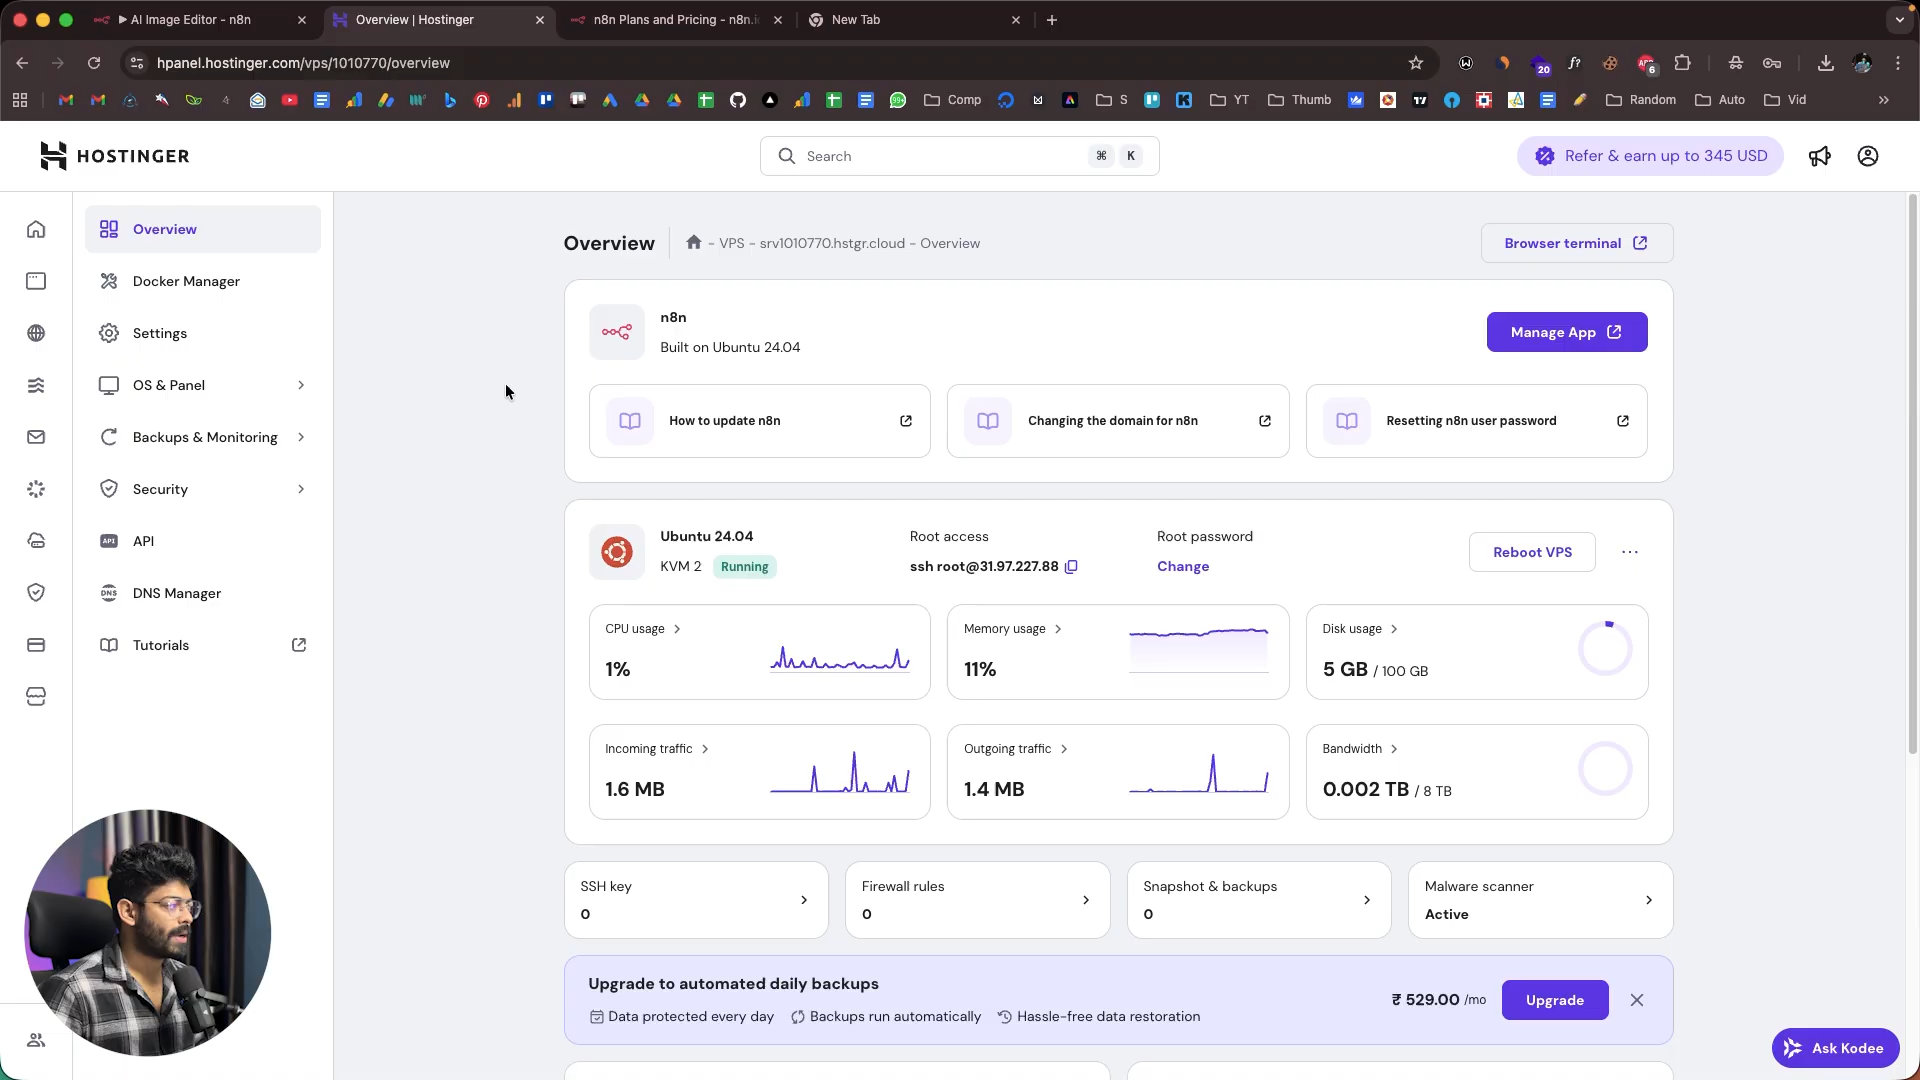 AI Image Editor - n8n
Overview | Hostinger
n8n Plans and Pricing - n8n.i
New Tab
hpanel.hostinger.com/vps/1010770/overview
20
f?
6
Comp
S
YT
Thumb
Random
Auto
Vid
HOSTINGER
Search
⌘ K
Refer & earn up to 345 USD
Overview
Docker Manager
Settings
OS & Panel
Backups & Monitoring
Security
API
API
DNS
DNS Manager
Tutorials
Overview
- VPS - srv1010770.hstgr.cloud - Overview
Browser terminal
n8n
Built on Ubuntu 24.04
Manage App
How to update n8n
Changing the domain for n8n
Resetting n8n user password
Ubuntu 24.04
KVM 2 Running
Root access
ssh root@31.97.227.88
Root password
Change
Reboot VPS
CPU usage
1%
Memory usage
11%
Disk usage
5 GB / 100 GB
Incoming traffic
1.6 MB
Outgoing traffic
1.4 MB
Bandwidth
0.002 TB / 8 TB
SSH key
0
Firewall rules
0
Snapshot & backups
0
Malware scanner
Active
Upgrade to automated daily backups
Data protected every day Backups run automatically Hassle-free data restoration
₹ 529.00 /mo
Upgrade
Ask Kodee